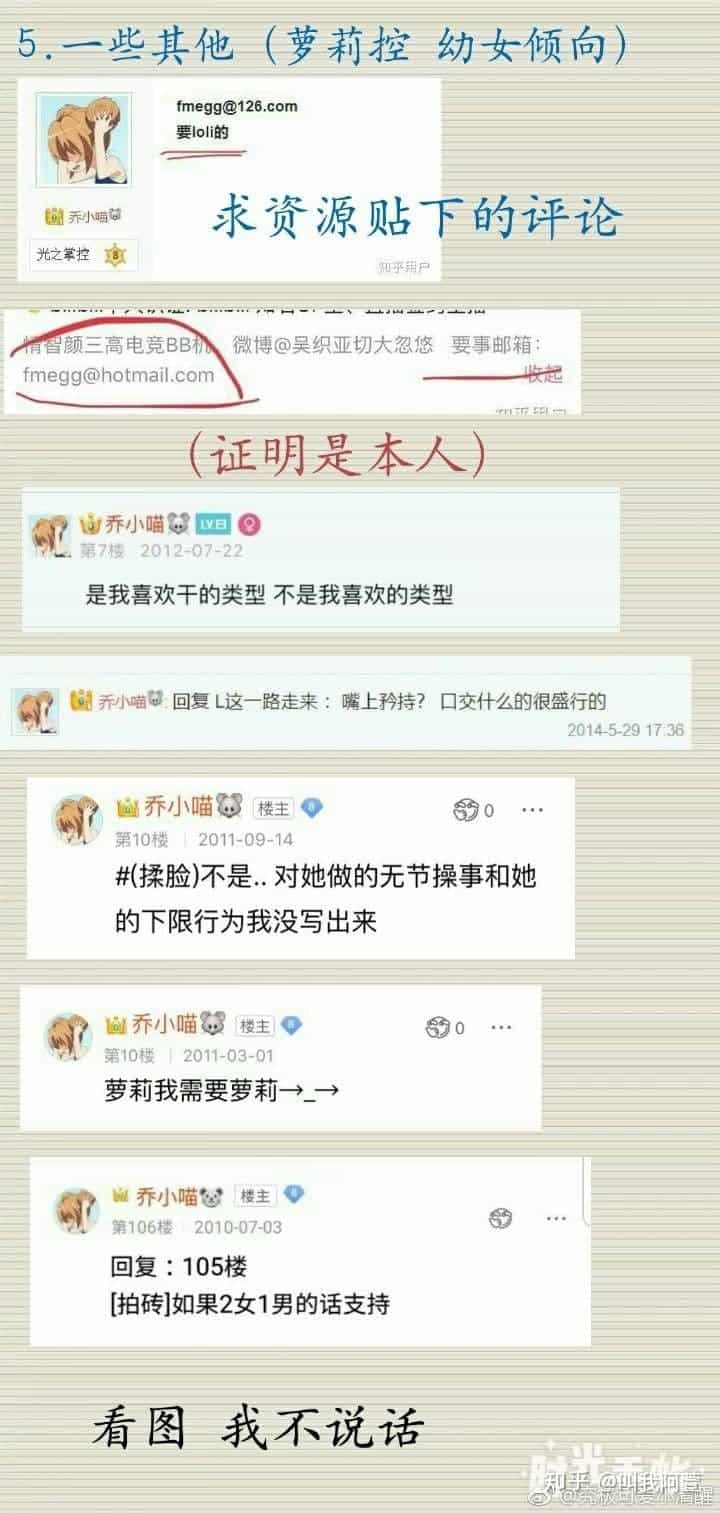 5.一些其他（萝莉控 幼女倾向）
fmegg@126.com
要loli的
乔小喵
光之掌控 8
求资源贴下的评论
知乎用户
情智颜三高电竞BB机 微博@吴织亚切大忽悠 要事邮箱：
fmegg@hotmail.com 收起
知乎用户
（证明是本人）
乔小喵
第7楼 2012-07-22
是我喜欢干的类型 不是我喜欢的类型
乔小喵: 回复 L这一路走来 ：嘴上矜持？ 口交什么的很盛行的
2014-5-29 17:36
乔小喵 楼主 8 0 ...
第10楼 | 2011-09-14
#(揉脸)不是.. 对她做的无节操事和她
的下限行为我没写出来
乔小喵 楼主 8 0 ...
第10楼 | 2011-03-01
萝莉我需要萝莉→_→
乔小喵 楼主 ...
第106楼 2010-07-03
回复：105楼
[拍砖]如果2女1男的话支持
看图 我不说话
时光手帐
知乎 @叫我阿萱